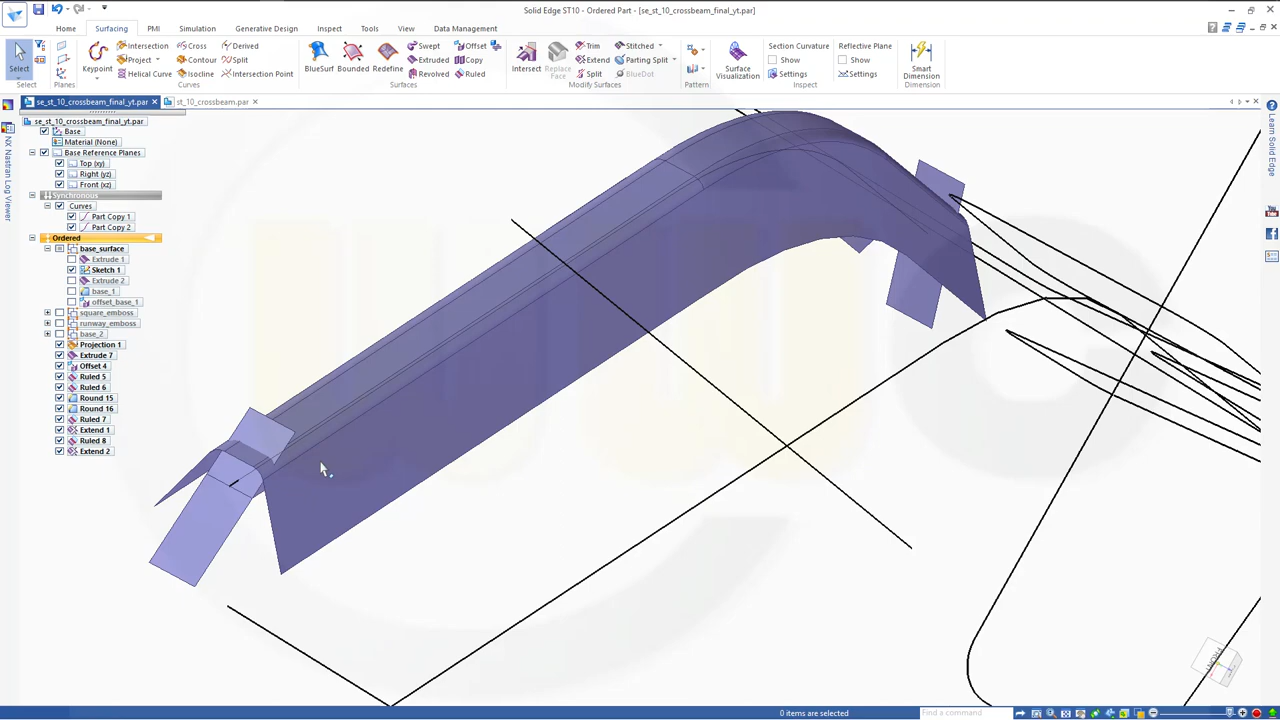 Solid Edge ST10 - Ordered Part - [se_st_10_crossbeam_final_yt.par]
Home Surfacing PMI Simulation Generative Design Inspect Tools View Data Management
Select
Select
Planes
Keypoint
Intersection
Project
Helical Curve
Cross
Contour
Isocline
Derived
Split
Intersection Point
Curves
BlueSurf
Bounded
Redefine
Swept
Extruded
Revolved
Offset
Copy
Ruled
Surfaces
Intersect
Replace
Face
Trim
Extend
Split
Stitched
Parting Split
BlueDot
Modify Surfaces
Pattern
Surface
Visualization
Section Curvature
Show
Settings
Reflective Plane
Show
Settings
Inspect
Smart
Dimension
Dimension
se_st_10_crossbeam_final_yt.par
st_10_crossbeam.par
se_st_10_crossbeam_final_yt.par
Base
Material (None)
Base Reference Planes
Top (xy)
Right (yz)
Front (xz)
Synchronous
Curves
Part Copy 1
Part Copy 2
Ordered
base_surface
Extrude 1
Sketch 1
Extrude 2
base_1
offset_base_1
square_emboss
runway_emboss
base_2
Projection 1
Extrude 7
Offset 4
Ruled 5
Ruled 6
Round 15
Round 16
Ruled 7
Extend 1
Ruled 8
Extend 2
NX Nastran Log Viewer
Learn Solid Edge
You
Tube
FRONT
0 items are selected
Find a command